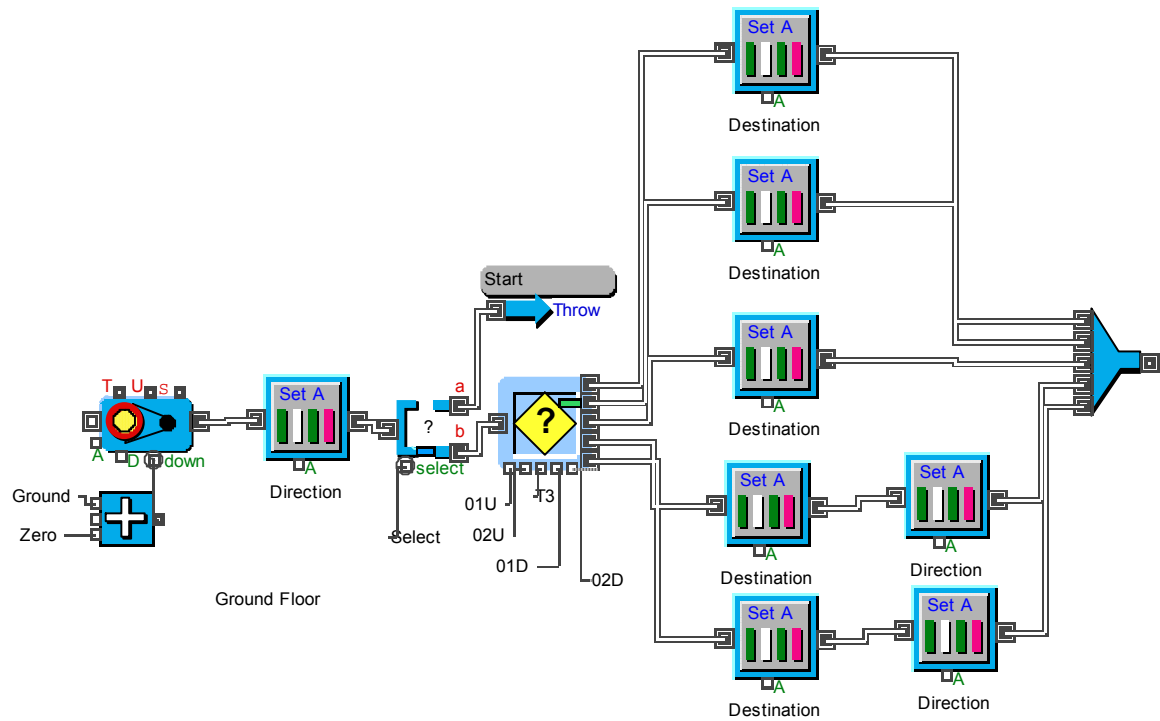 Set A
A
Destination
Set A
A
Destination
Start
Throw
Set A
A
Destination
T U S
A D down
Set A
A
Direction
?
a
b
select
Select
?
01U
T3
02U
01D
02D
Ground
Zero
Ground Floor
Set A
A
Destination
Set A
A
Direction
Set A
A
Destination
Set A
A
Direction